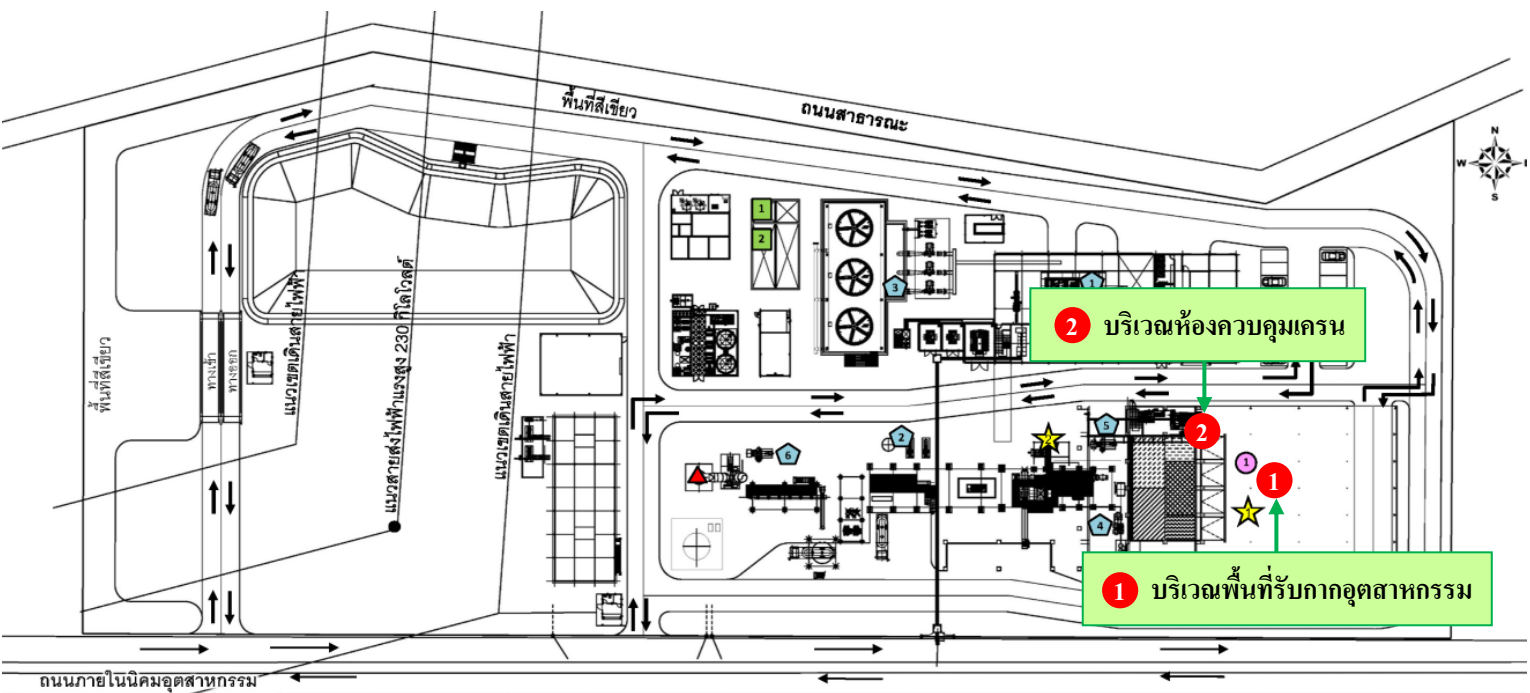 พื้นที่สีเขียว
ถนนสาธารณะ
N
W
E
S
1
2
3
1
2 บริเวณห้องควบคุมเครน
แนวเขตเดินสายไฟฟ้า
แนวสายส่งไฟฟ้าแรงสูง 230 กิโลโวลต์
แนวเขตเดินสายไฟฟ้า
พื้นที่สีเขียว
ทางเข้า
ทางออก
2
2
5
2
6
1
1
1
4
1 บริเวณพื้นที่รับกากอุตสาหกรรม
ถนนภายในนิคมอุตสาหกรรม